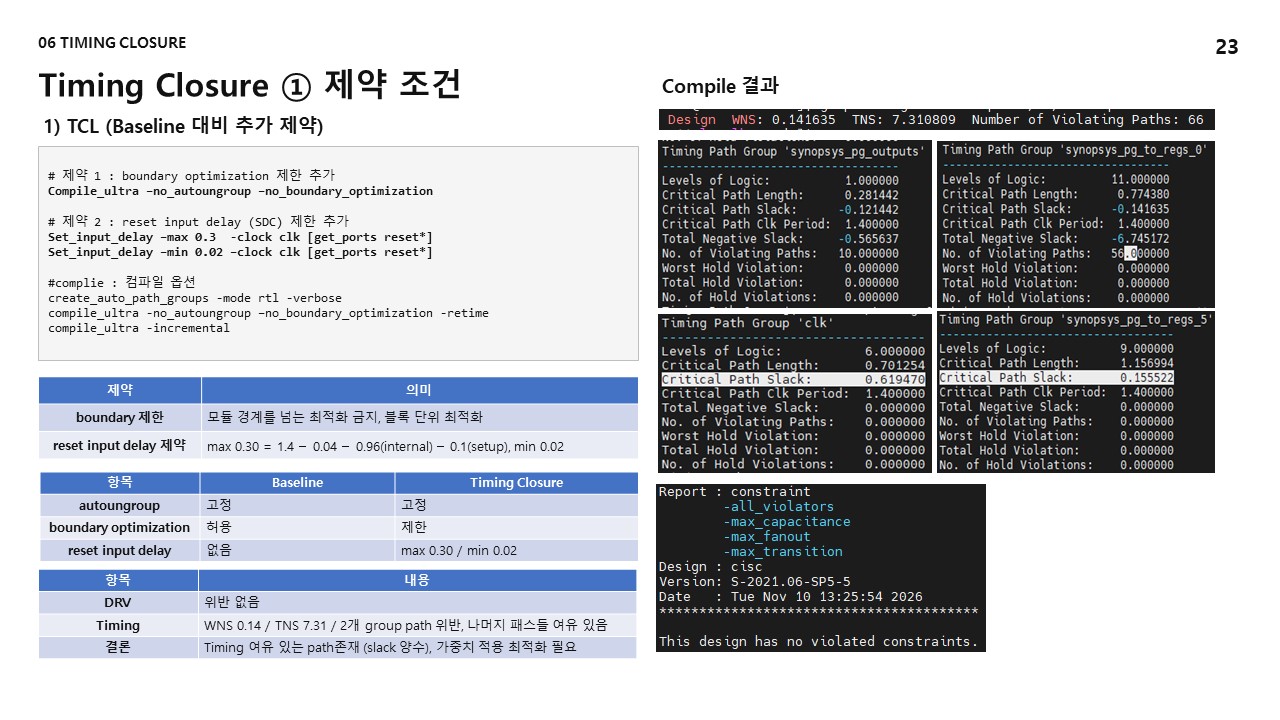 06 TIMING CLOSURE
23
Timing Closure ① 제약 조건
1) TCL (Baseline 대비 추가 제약)
# 제약 1 : boundary optimization 제한 추가
Compile_ultra –no_autoungroup –no_boundary_optimization
# 제약 2 : reset input delay (SDC) 제한 추가
Set_input_delay –max 0.3  -clock clk [get_ports reset*]
Set_input_delay –min 0.02 –clock clk [get_ports reset*]
#complie : 컴파일 옵션
create_auto_path_groups -mode rtl -verbose
compile_ultra -no_autoungroup –no_boundary_optimization -retime
compile_ultra -incremental
제약 의미
boundary 제한 모듈 경계를 넘는 최적화 금지, 블록 단위 최적화
reset input delay 제약 max 0.30 = 1.4 − 0.04 − 0.96(internal) − 0.1(setup), min 0.02
항목 Baseline Timing Closure
autoungroup 고정 고정
boundary optimization 허용 제한
reset input delay 없음 max 0.30 / min 0.02
항목 내용
DRV 위반 없음
Timing WNS 0.14 / TNS 7.31 / 2개 group path 위반, 나머지 패스들 여유 있음
결론 Timing 여유 있는 path존재 (slack 양수), 가중치 적용 최적화 필요
Compile 결과
Design  WNS: 0.141635  TNS: 7.310809  Number of Violating Paths: 66
Timing Path Group 'synopsys_pg_outputs'
-----------------------------------
Levels of Logic: 1.000000
Critical Path Length: 0.281442
Critical Path Slack: -0.121442
Critical Path Clk Period: 1.400000
Total Negative Slack: -0.565637
No. of Violating Paths: 10.000000
Worst Hold Violation: 0.000000
Total Hold Violation: 0.000000
No. of Hold Violations: 0.000000
Timing Path Group 'synopsys_pg_to_regs_0'
-----------------------------------
Levels of Logic: 11.000000
Critical Path Length: 0.774380
Critical Path Slack: -0.141635
Critical Path Clk Period: 1.400000
Total Negative Slack: -6.745172
No. of Violating Paths: 56.000000
Worst Hold Violation: 0.000000
Total Hold Violation: 0.000000
No. of Hold Violations: 0.000000
Timing Path Group 'clk'
-----------------------------------
Levels of Logic: 6.000000
Critical Path Length: 0.701254
Critical Path Slack: 0.619470
Critical Path Clk Period: 1.400000
Total Negative Slack: 0.000000
No. of Violating Paths: 0.000000
Worst Hold Violation: 0.000000
Total Hold Violation: 0.000000
No. of Hold Violations: 0.000000
Timing Path Group 'synopsys_pg_to_regs_5'
-----------------------------------
Levels of Logic: 9.000000
Critical Path Length: 1.156994
Critical Path Slack: 0.155522
Critical Path Clk Period: 1.400000
Total Negative Slack: 0.000000
No. of Violating Paths: 0.000000
Worst Hold Violation: 0.000000
Total Hold Violation: 0.000000
No. of Hold Violations: 0.000000
Report : constraint
-all_violators
-max_capacitance
-max_fanout
-max_transition
Design : cisc
Version: S-2021.06-SP5-5
Date   : Tue Nov 10 13:25:54 2026
****************************************
This design has no violated constraints.